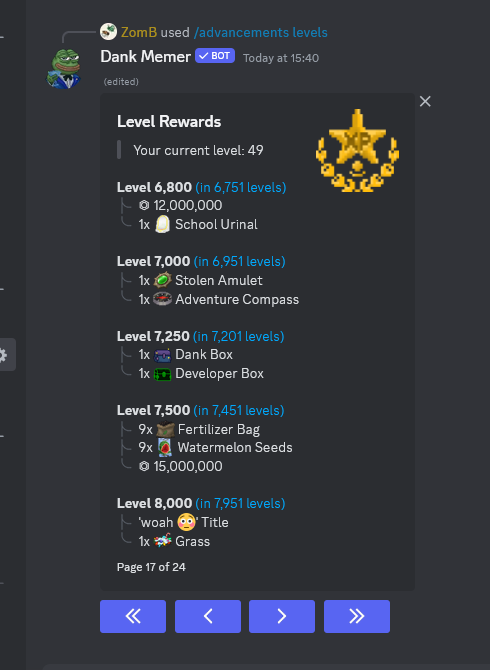 ZomB used /advancements levels
Dank Memer ✓ BOT Today at 15:40
(edited)
Level Rewards
XP
Your current level: 49
Level 6,800 (in 6,751 levels)
⏣ 12,000,000
1x School Urinal
Level 7,000 (in 6,951 levels)
1x Stolen Amulet
1x Adventure Compass
Level 7,250 (in 7,201 levels)
1x Dank Box
1x Developer Box
Level 7,500 (in 7,451 levels)
9x Fertilizer Bag
9x Watermelon Seeds
⏣ 15,000,000
Level 8,000 (in 7,951 levels)
'woah 😳' Title
1x Grass
Page 17 of 24